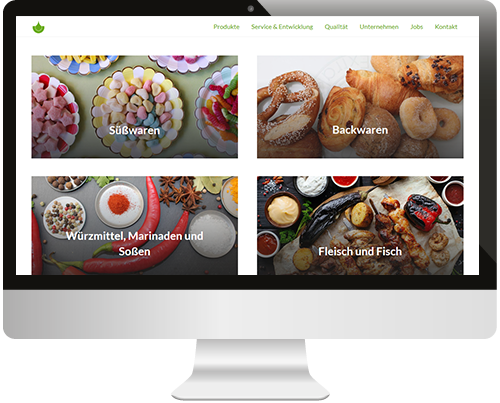 Produkte Service & Entwicklung Qualität Unternehmen Jobs Kontakt
Süßwaren
Backwaren
Würzmittel, Marinaden und
Soßen
Fleisch und Fisch